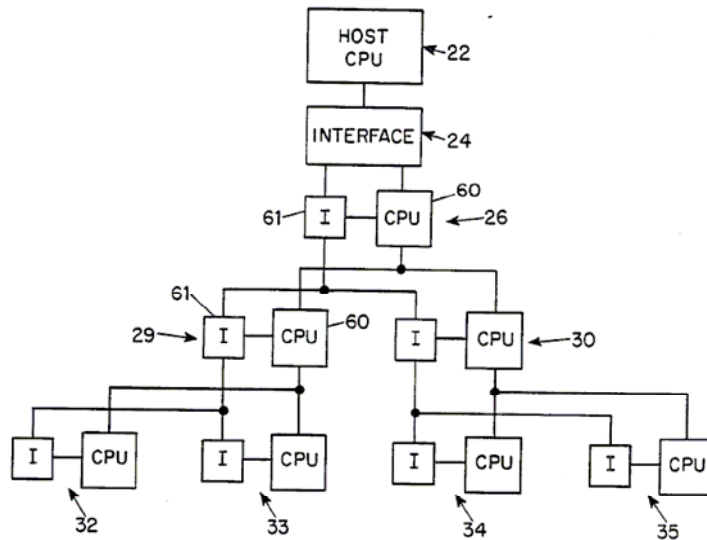 HOST
CPU
22
INTERFACE
24
60
61
I
CPU
26
61
60
29
I
CPU
I
CPU
30
I
CPU
I
CPU
I
CPU
I
CPU
32
33
34
35